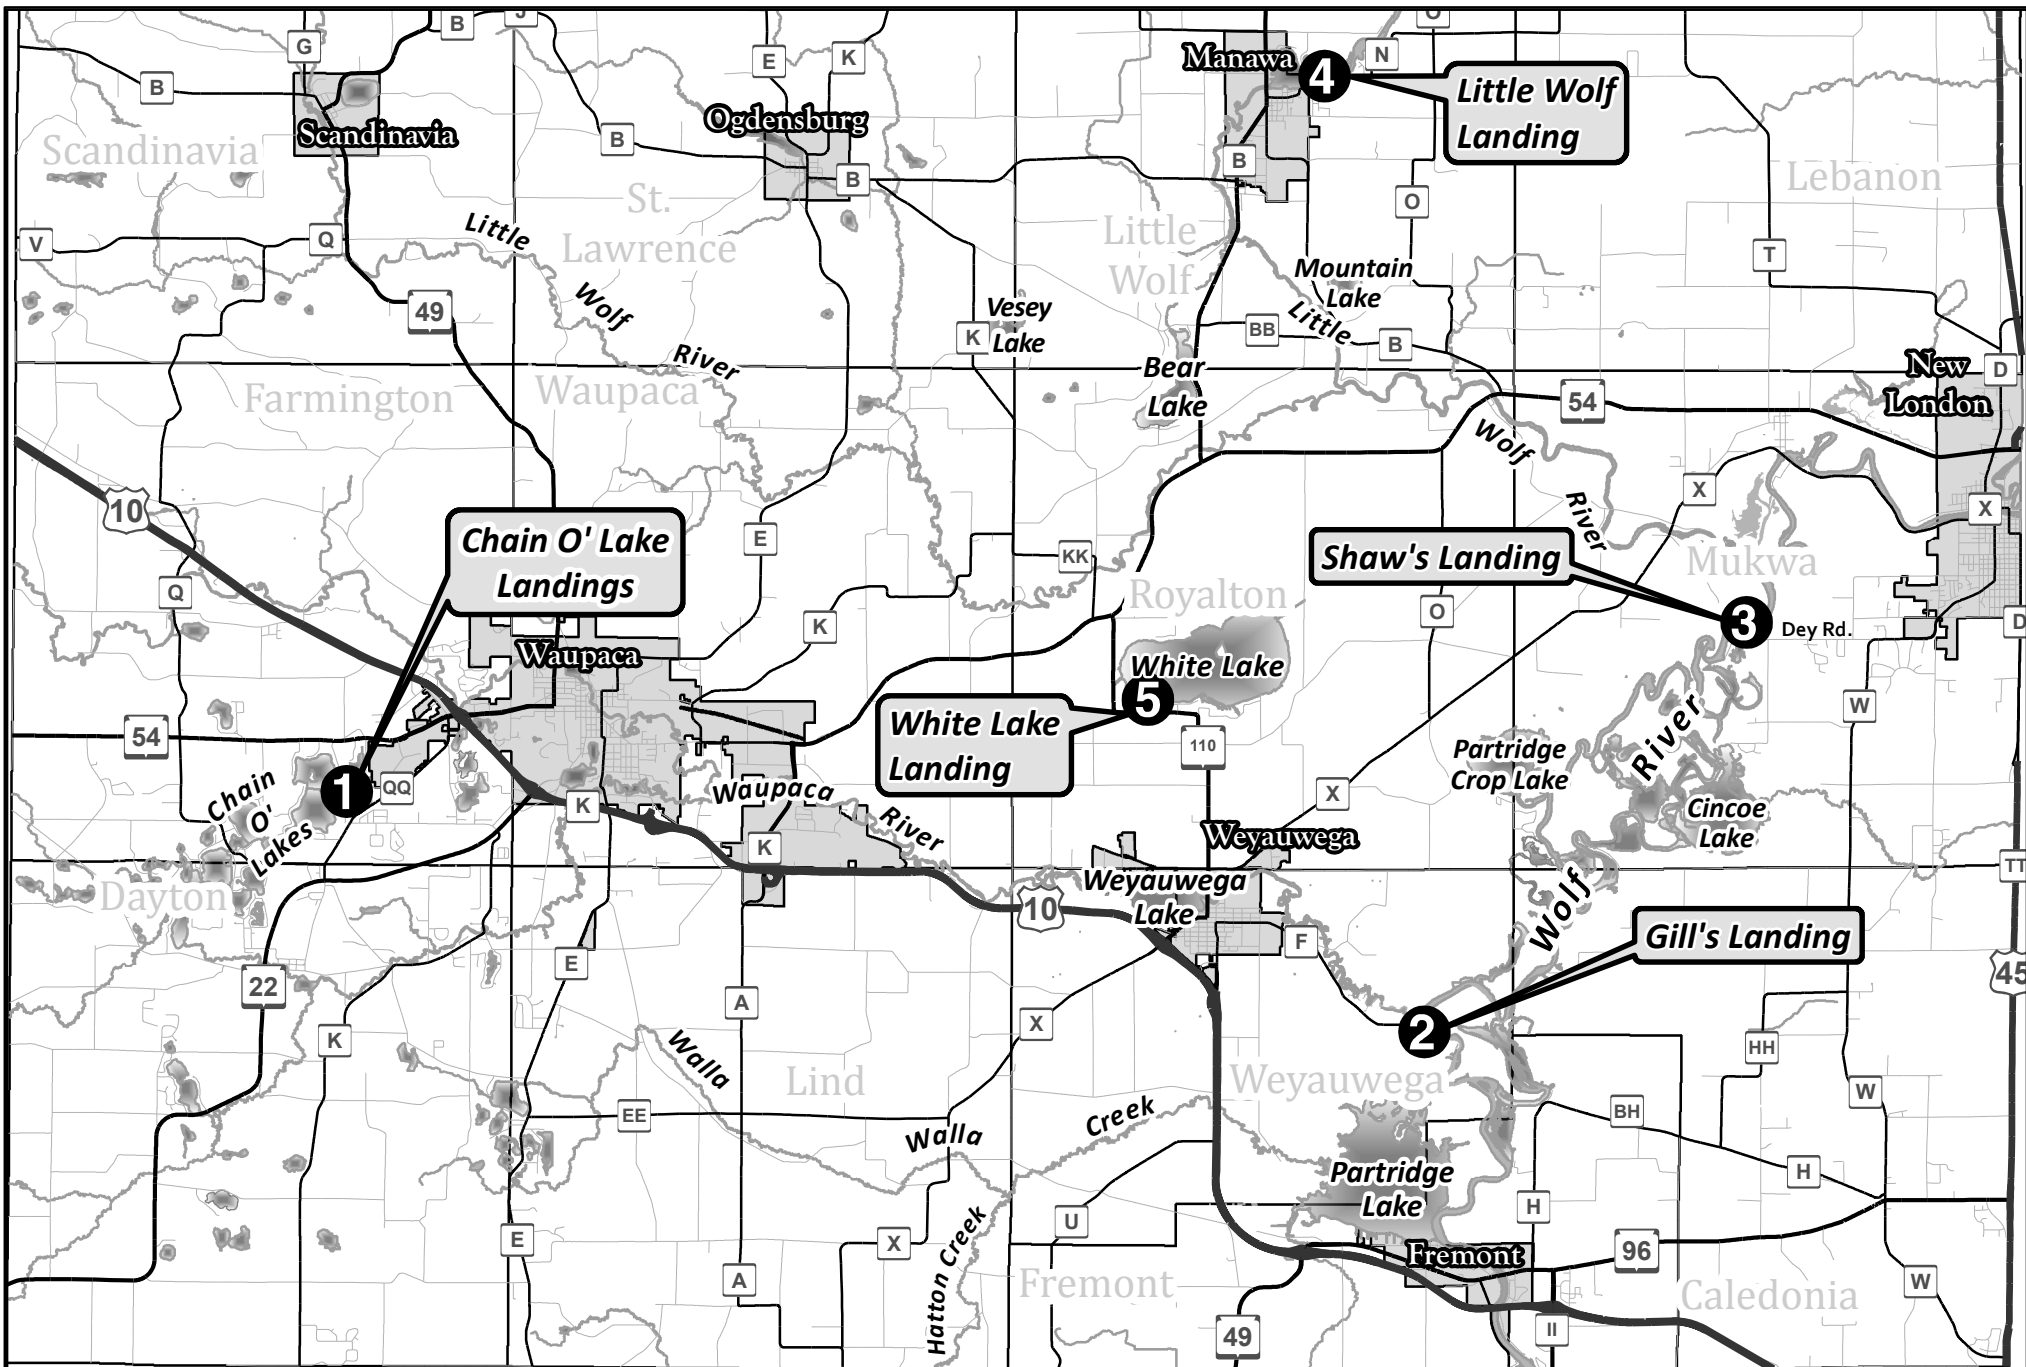 J
B
O
G
E
K
Manawa
N
4
Little Wolf
Landing
B
Scandinavia
Ogdensburg
B
Scandinavia
B
B
St.
Lawrence
Lebanon
O
V
Q
Little
Wolf
River
Little
Wolf
T
Mountain
Lake
49
Vesey
Lake
K
BB
Little
B
Bear
Lake
New
London
D
Farmington
Waupaca
54
Wolf
River
10
X
X
Chain O' Lake
Landings
E
KK
Shaw's Landing
Mukwa
Q
Royalton
O
3
Dey Rd.
D
K
Waupaca
White Lake
5
White Lake
Landing
W
54
110
Partridge
Crop Lake
River
1
QQ
Chain
O'
Lakes
K
Waupaca
River
X
Cincoe
Lake
K
Weyauwega
TT
Dayton
Weyauwega
Lake
10
Wolf
F
Gill's Landing
E
22
A
45
K
X
2
HH
Walla
Lind
Weyauwega
W
EE
Creek
BH
Walla
Partridge
Lake
H
U
H
E
X
Hatton Creek
Fremont
96
A
Fremont
W
Caledonia
49
II